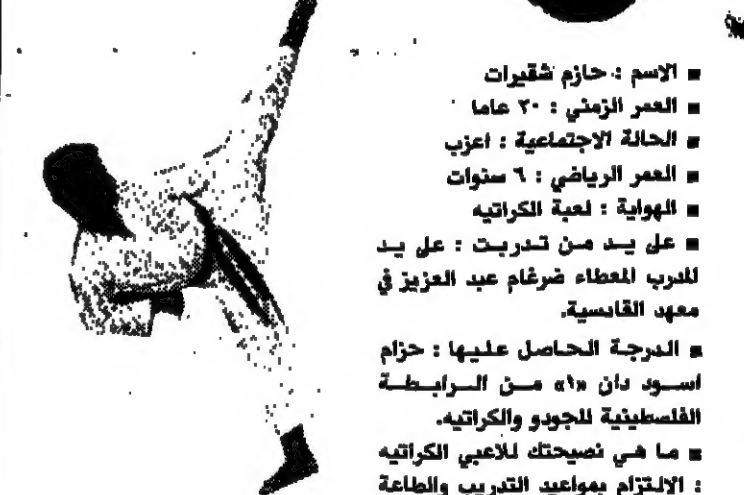 ■ الاسم : حازم شقيرات
■ العمر الزمني : ٢٠ عاما
■ الحالة الاجتماعية : اعزب
■ العمر الرياضي : ٦ سنوات
■ الهواية : لعبة الكراتيه
■ على يد من تدربت : على يد
المدرب المعطاء ضرغام عبد العزيز في
معهد القادسية.
■ الدرجة الحاصل عليها : حزام
اسود دان «١» من الرابطة
الفلسطينية للجودو والكراتيه.
■ ما هي نصيحتك للاعبي الكراتيه
: الالتزام بمواعيد التدريب والطاعة